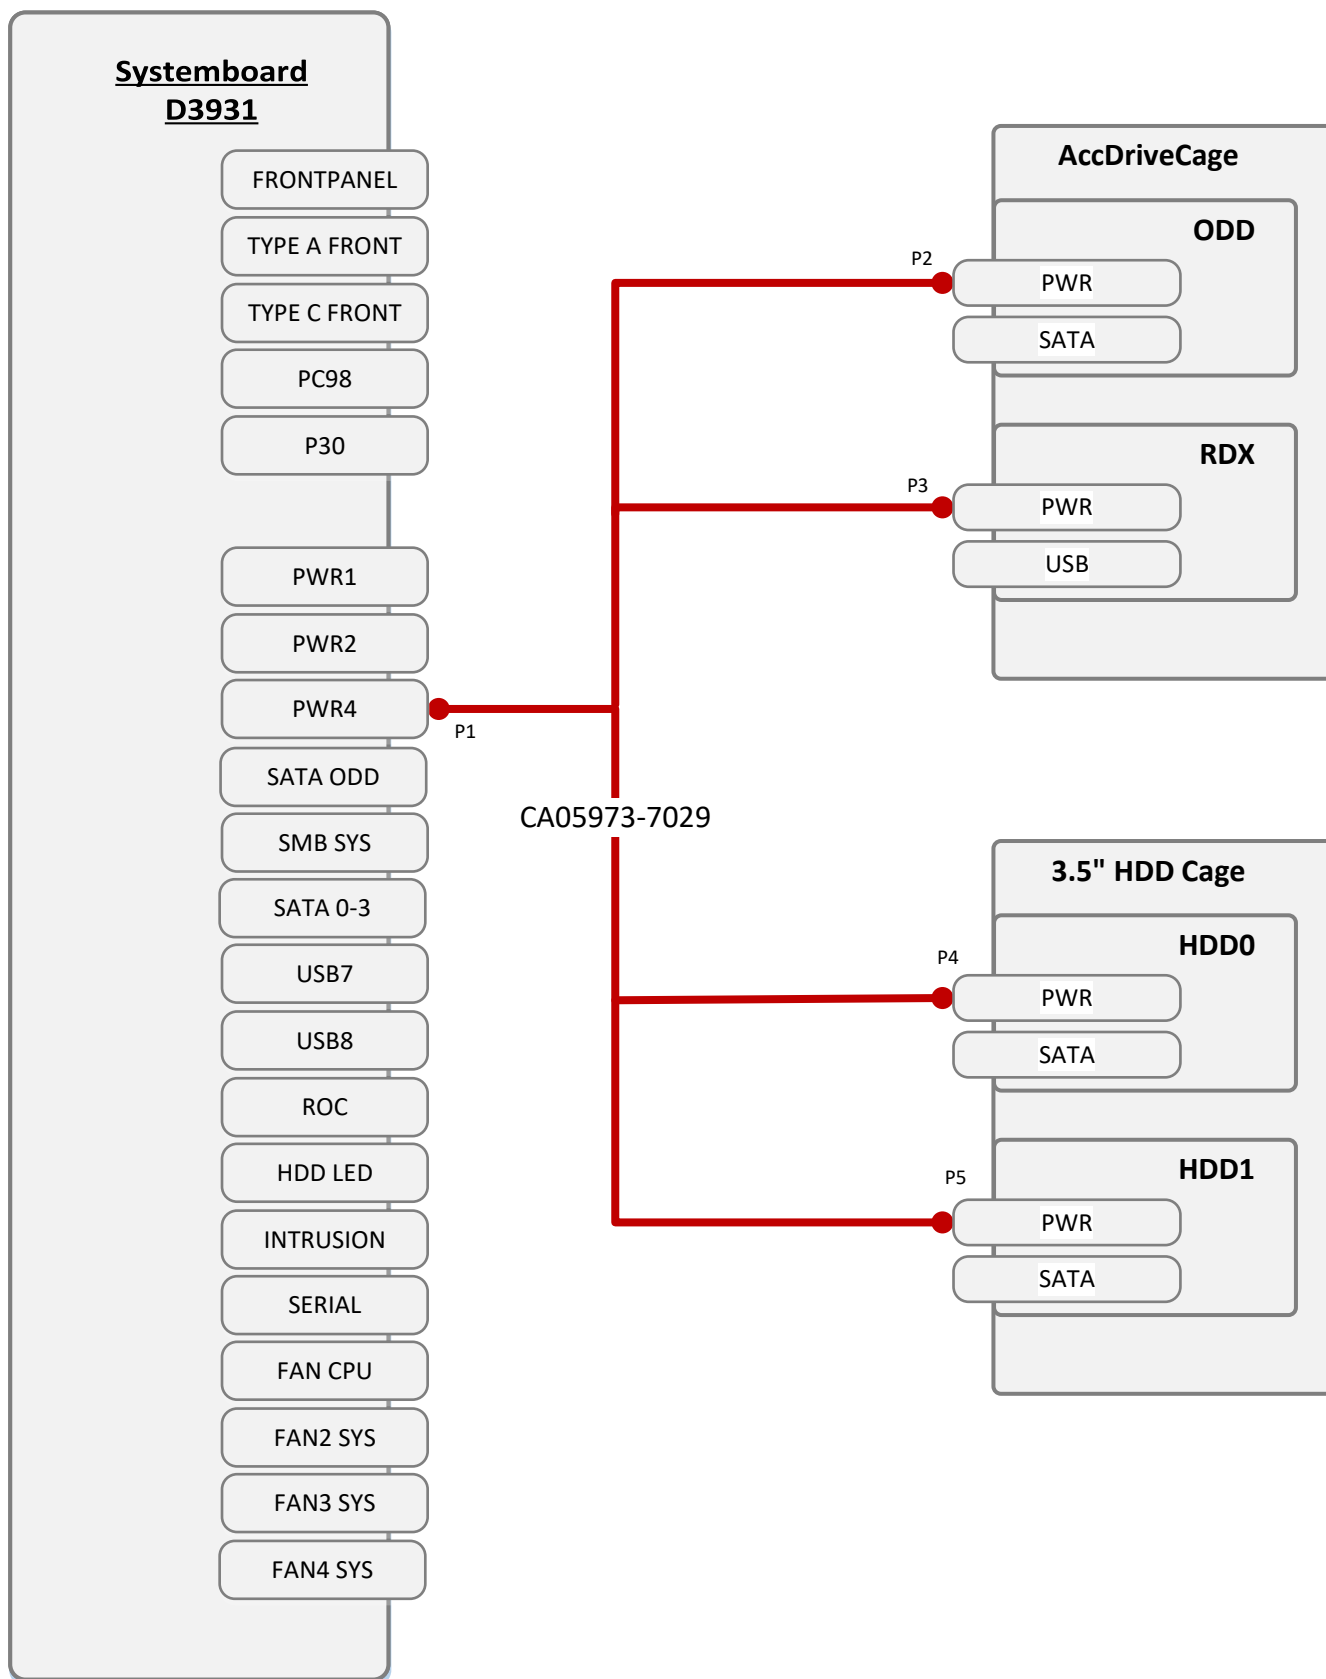 Systemboard
D3931
FRONTPANEL
TYPE A FRONT
TYPE C FRONT
PC98
P30
PWR1
PWR2
PWR4
SATA ODD
SMB SYS
SATA 0-3
USB7
USB8
ROC
HDD LED
INTRUSION
SERIAL
FAN CPU
FAN2 SYS
FAN3 SYS
FAN4 SYS
P1
CA05973-7029
AccDriveCage
ODD
P2
PWR
SATA
RDX
P3
PWR
USB
3.5" HDD Cage
HDD0
P4
PWR
SATA
HDD1
P5
PWR
SATA